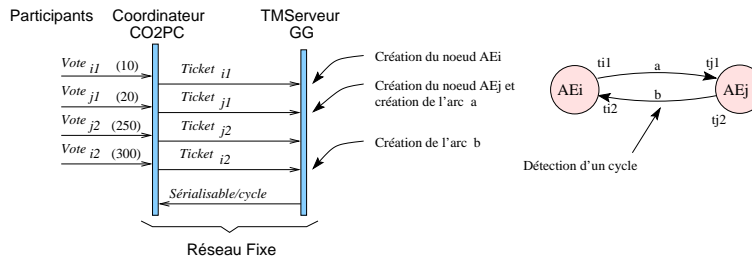 Participants
Coordinateur
CO2PC
TMServeur
GG
Vote i1 (10)
Ticket i1
Création du noeud AEi
Vote j1 (20)
Ticket j1
Création du noeud AEj et
création de l'arc a
Vote j2 (250)
Ticket j2
Vote i2 (300)
Ticket i2
Création de l'arc b
Sérialisable/cycle
Réseau Fixe
ti1
a
tj1
AEi
b
AEj
ti2
tj2
Détection d'un cycle